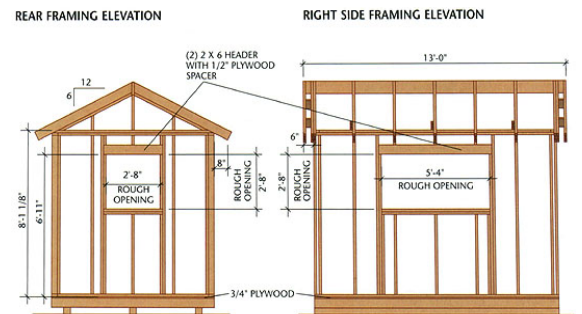 REAR FRAMING ELEVATION
RIGHT SIDE FRAMING ELEVATION
(2) 2 X 6 HEADER
WITH 1/2" PLYWOOD
SPACER
12
6
13'-0"
6"
8"
2'-8"
ROUGH
OPENING
ROUGH
OPENING
2'-8"
2'-8"
ROUGH
OPENING
5'-4"
ROUGH OPENING
8'-1 1/8"
6'-11"
3/4" PLYWOOD